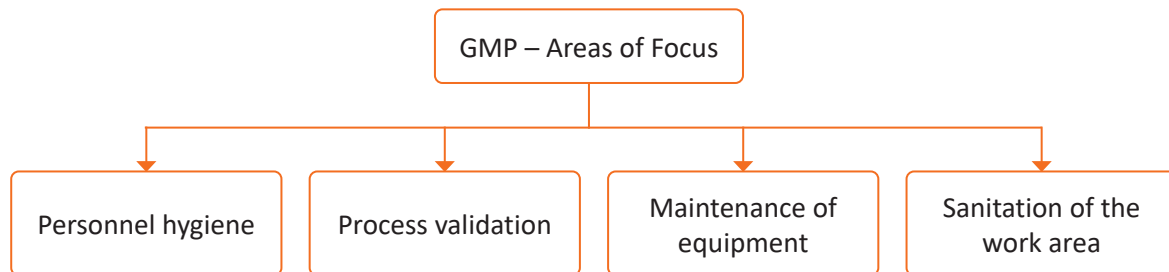 GMP – Areas of Focus
Personnel hygiene
Process validation
Maintenance of
equipment
Sanitation of the
work area